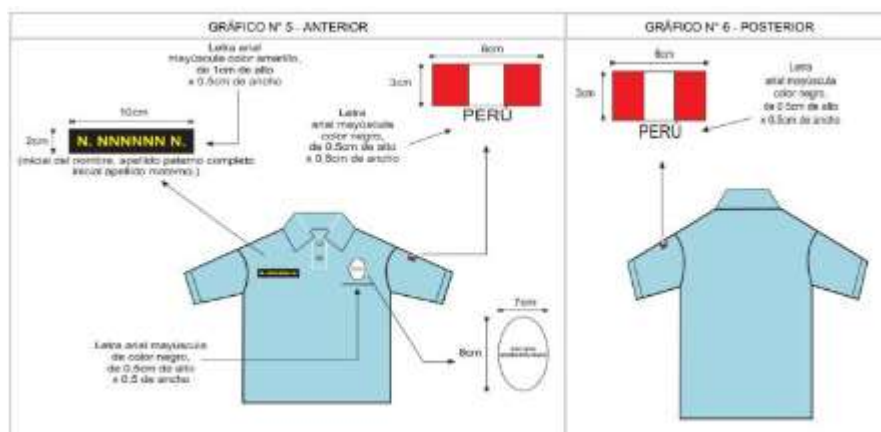 GRÁFICO N° 5 - ANTERIOR
GRÁFICO N° 6 - POSTERIOR
Letra arial
mayúscula color amarillo,
de 1cm de alto
x 0.5cm de ancho
10cm
2cm
N. NNNNNN N.
(inicial del nombre, apellido paterno completo
inicial apellido materno.)
6cm
3cm
PERÚ
Letra
arial mayúscula
color negro,
de 0.5cm de alto
x 0.5cm de ancho
6cm
3cm
PERÚ
Letra
arial mayúscula
color negro,
de 0.5cm de alto
x 0.5cm de ancho
Letra arial mayúscula
de color negro,
de 0.5cm de alto
x 0.5 de ancho
7cm
8cm